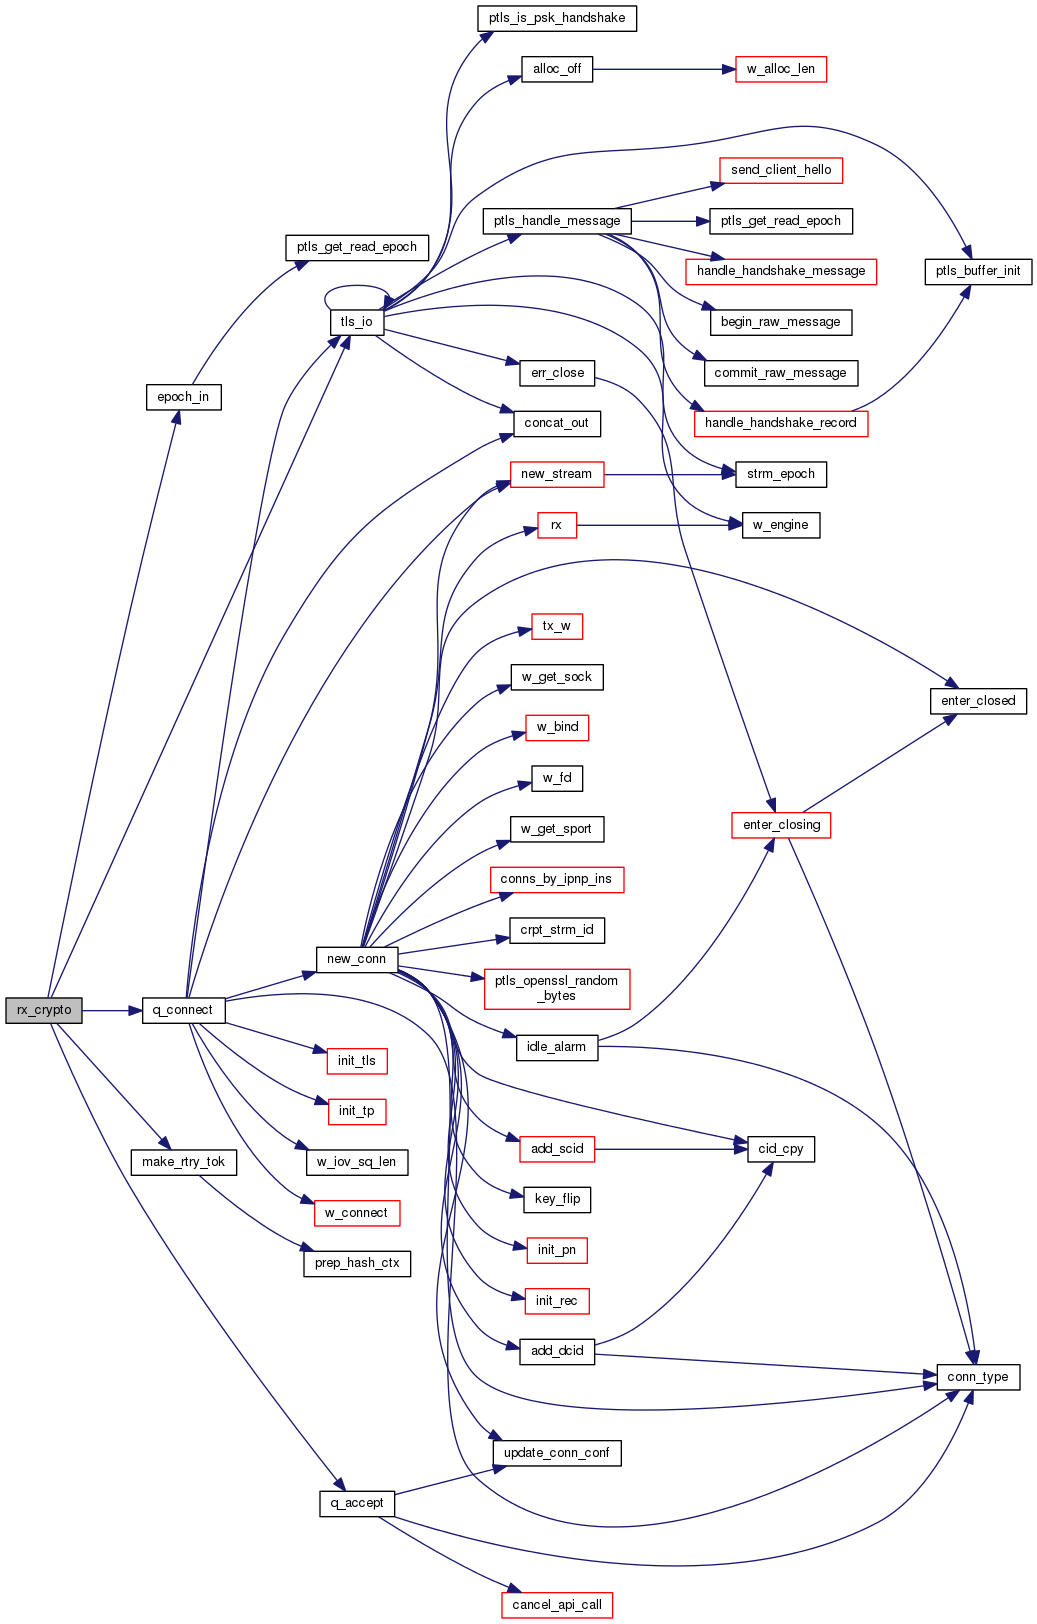 ptls_is_psk_handshake
alloc_off
w_alloc_len
send_client_hello
ptls_handle_message
ptls_get_read_epoch
ptls_get_read_epoch
handle_handshake_message
ptls_buffer_init
tls_io
begin_raw_message
err_close
commit_raw_message
epoch_in
concat_out
handle_handshake_record
new_stream
strm_epoch
rx
w_engine
tx_w
w_get_sock
enter_closed
w_bind
w_fd
w_get_sport
enter_closing
conns_by_ipnp_ins
crpt_strm_id
new_conn
ptls_openssl_random
_bytes
rx_crypto
q_connect
idle_alarm
init_tls
init_tp
add_scid
cid_cpy
make_rtry_tok
w_iov_sq_len
key_flip
w_connect
init_pn
prep_hash_ctx
init_rec
add_dcid
conn_type
update_conn_conf
q_accept
cancel_api_call